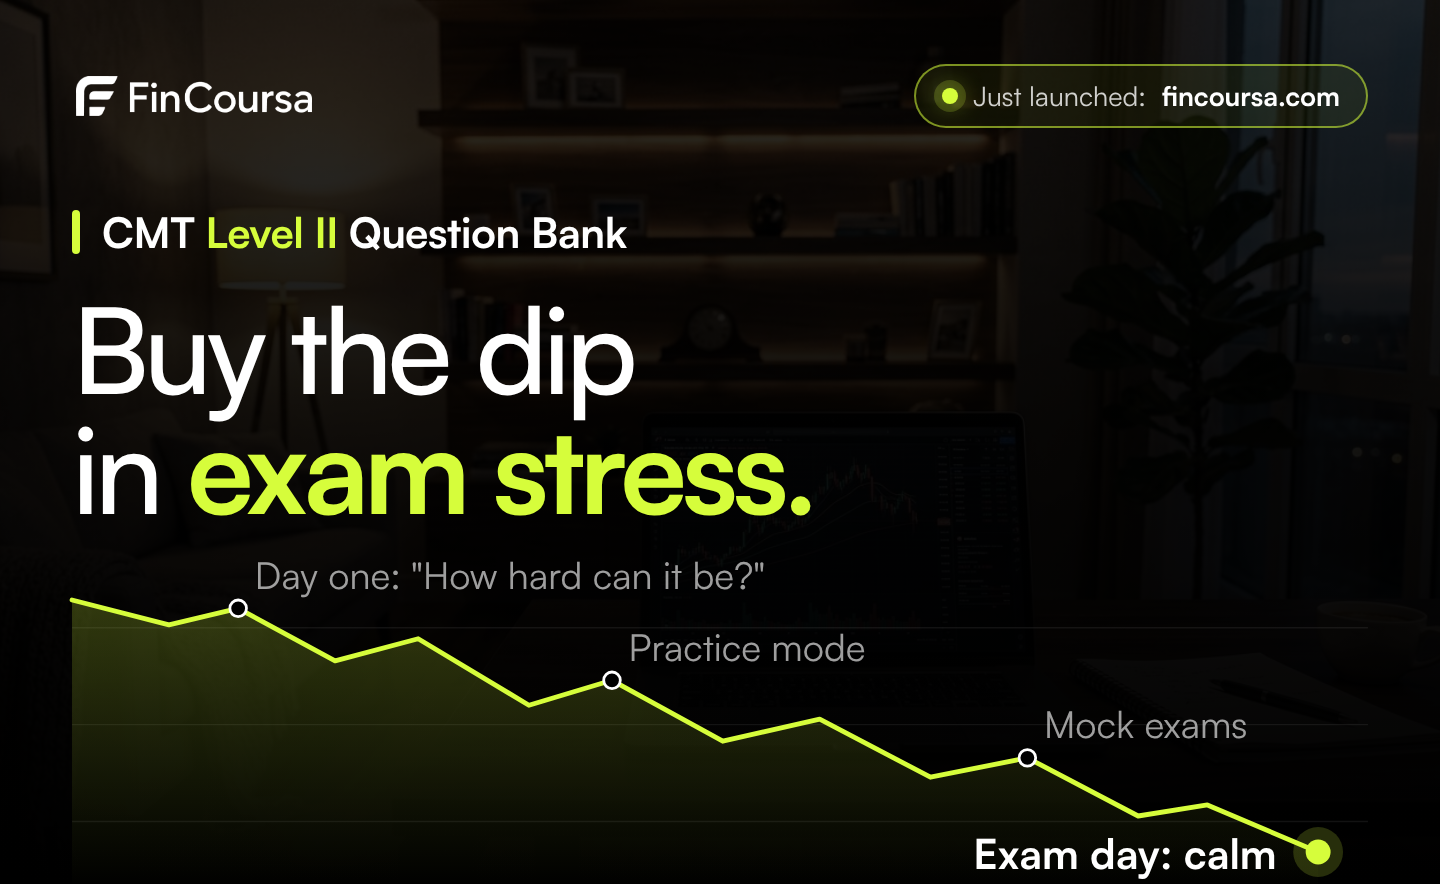 FinCoursa
Just launched: fincoursa.com
CMT Level II Question Bank
Buy the dip
in exam stress.
Day one: "How hard can it be?"
Practice mode
Mock exams
Exam day: calm